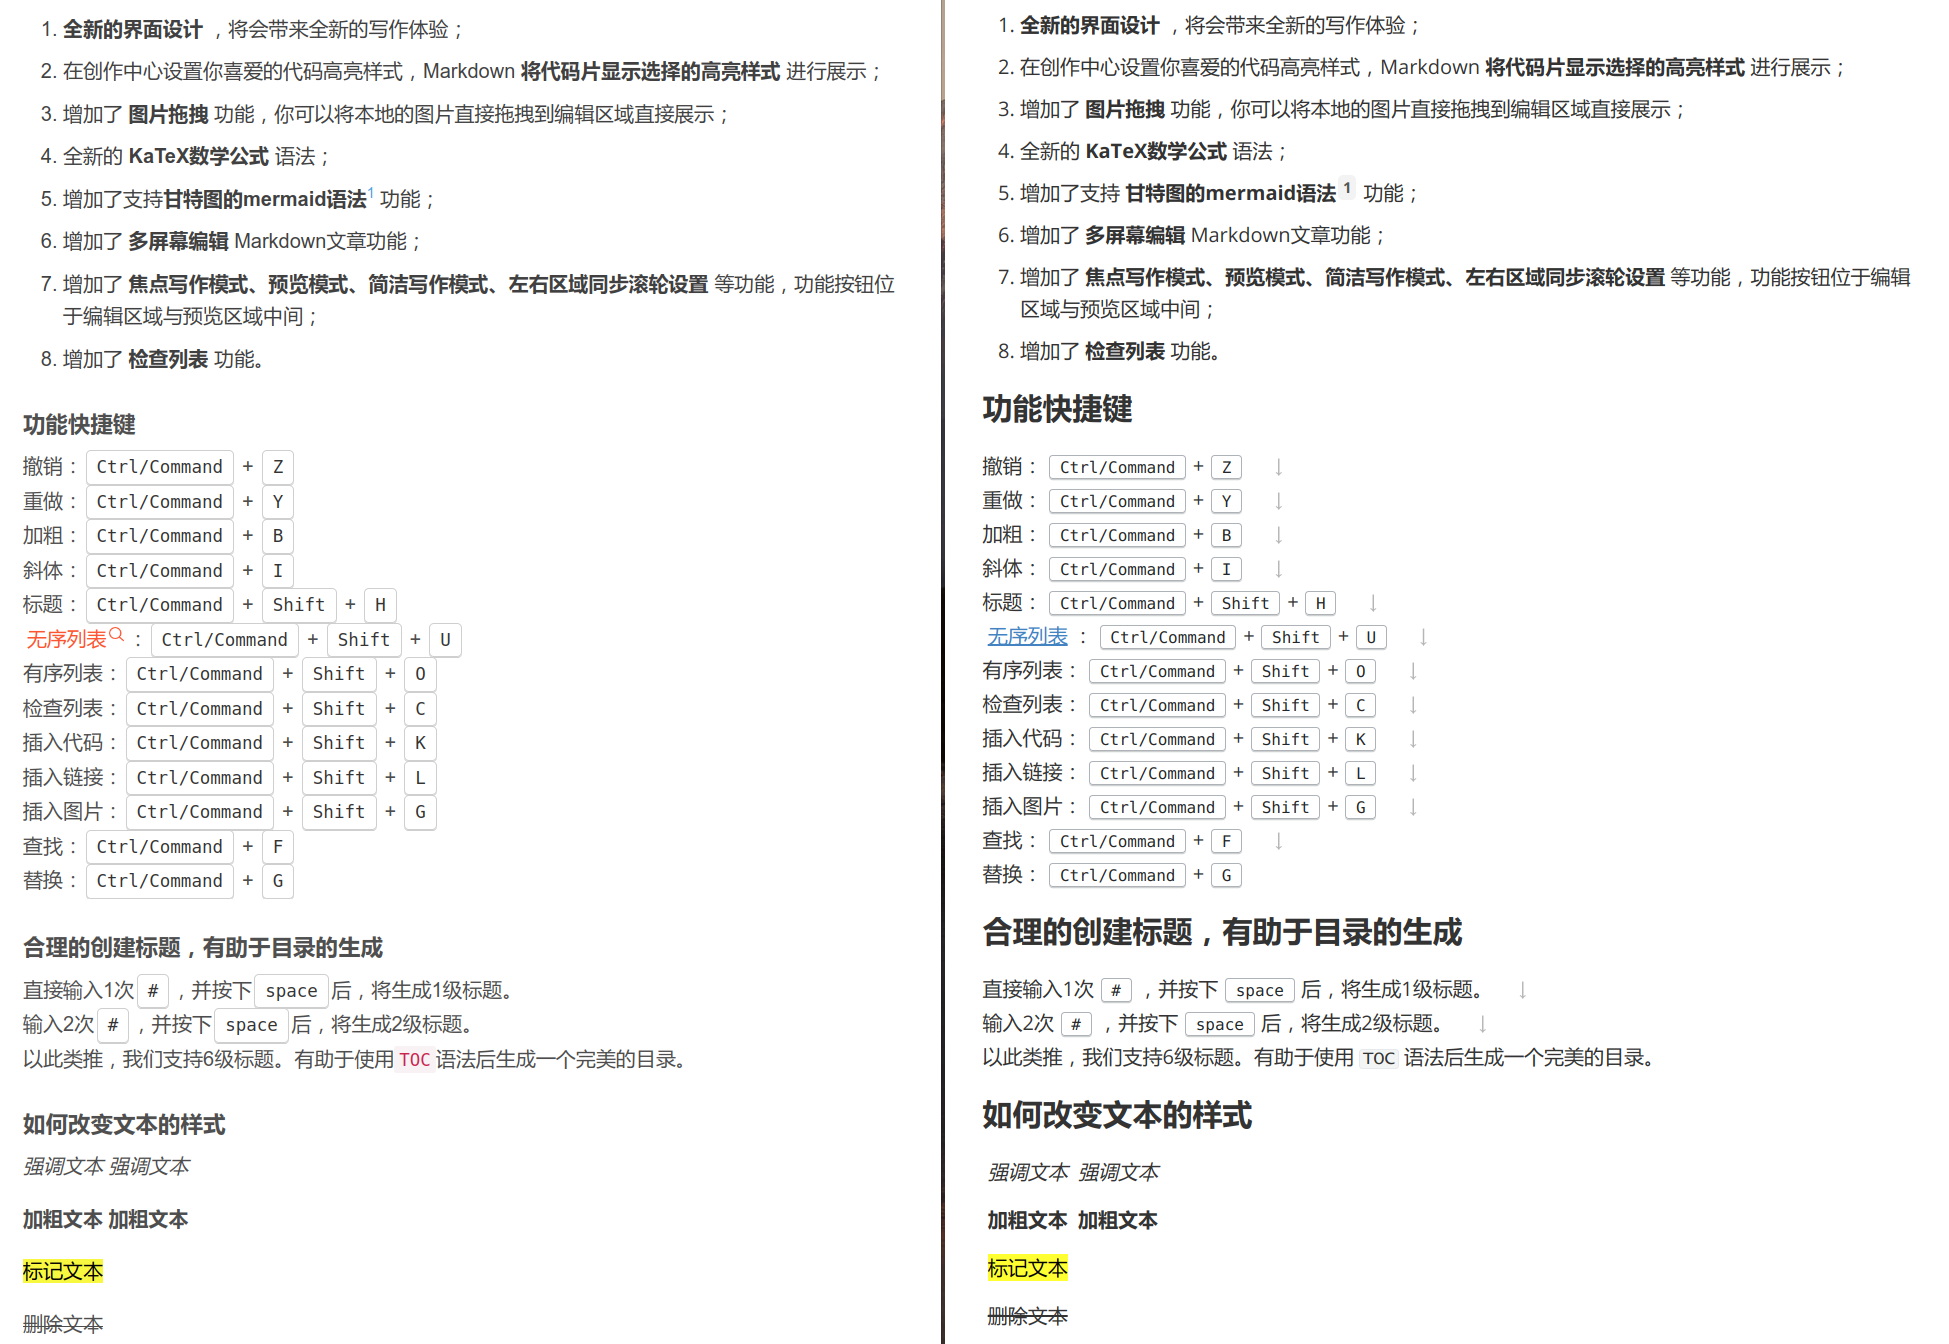 1. 全新的界面设计 ，将会带来全新的写作体验；
2. 在创作中心设置你喜爱的代码高亮样式，Markdown 将代码片显示选择的高亮样式 进行展示；
3. 增加了 图片拖拽 功能，你可以将本地的图片直接拖拽到编辑区域直接展示；
4. 全新的 KaTeX数学公式 语法；
5. 增加了支持甘特图的mermaid语法1 功能；
6. 增加了 多屏幕编辑 Markdown文章功能；
7. 增加了 焦点写作模式、预览模式、简洁写作模式、左右区域同步滚轮设置 等功能，功能按钮位
于编辑区域与预览区域中间；
8. 增加了 检查列表 功能。
功能快捷键
撤销： Ctrl/Command + Z
重做： Ctrl/Command + Y
加粗： Ctrl/Command + B
斜体： Ctrl/Command + I
标题： Ctrl/Command + Shift + H
无序列表 ： Ctrl/Command + Shift + U
有序列表： Ctrl/Command + Shift + O
检查列表： Ctrl/Command + Shift + C
插入代码： Ctrl/Command + Shift + K
插入链接： Ctrl/Command + Shift + L
插入图片： Ctrl/Command + Shift + G
查找： Ctrl/Command + F
替换： Ctrl/Command + G
合理的创建标题，有助于目录的生成
直接输入1次 # ，并按下 space 后，将生成1级标题。
输入2次 # ，并按下 space 后，将生成2级标题。
以此类推，我们支持6级标题。有助于使用 TOC 语法后生成一个完美的目录。
如何改变文本的样式
强调文本 强调文本
加粗文本 加粗文本
标记文本
删除文本
1. 全新的界面设计 ，将会带来全新的写作体验；
2. 在创作中心设置你喜爱的代码高亮样式，Markdown 将代码片显示选择的高亮样式 进行展示；
3. 增加了 图片拖拽 功能，你可以将本地的图片直接拖拽到编辑区域直接展示；
4. 全新的 KaTeX数学公式 语法；
5. 增加了支持 甘特图的mermaid语法 1 功能；
6. 增加了 多屏幕编辑 Markdown文章功能；
7. 增加了 焦点写作模式、预览模式、简洁写作模式、左右区域同步滚轮设置 等功能，功能按钮位于编辑
区域与预览区域中间；
8. 增加了 检查列表 功能。
功能快捷键
撤销： Ctrl/Command + Z ↓
重做： Ctrl/Command + Y ↓
加粗： Ctrl/Command + B ↓
斜体： Ctrl/Command + I ↓
标题： Ctrl/Command + Shift + H ↓
无序列表 ： Ctrl/Command + Shift + U ↓
有序列表： Ctrl/Command + Shift + O ↓
检查列表： Ctrl/Command + Shift + C ↓
插入代码： Ctrl/Command + Shift + K ↓
插入链接： Ctrl/Command + Shift + L ↓
插入图片： Ctrl/Command + Shift + G ↓
查找： Ctrl/Command + F ↓
替换： Ctrl/Command + G
合理的创建标题，有助于目录的生成
直接输入1次 # ，并按下 space 后，将生成1级标题。 ↓
输入2次 # ，并按下 space 后，将生成2级标题。 ↓
以此类推，我们支持6级标题。有助于使用 TOC 语法后生成一个完美的目录。
如何改变文本的样式
强调文本 强调文本
加粗文本 加粗文本
标记文本
删除文本